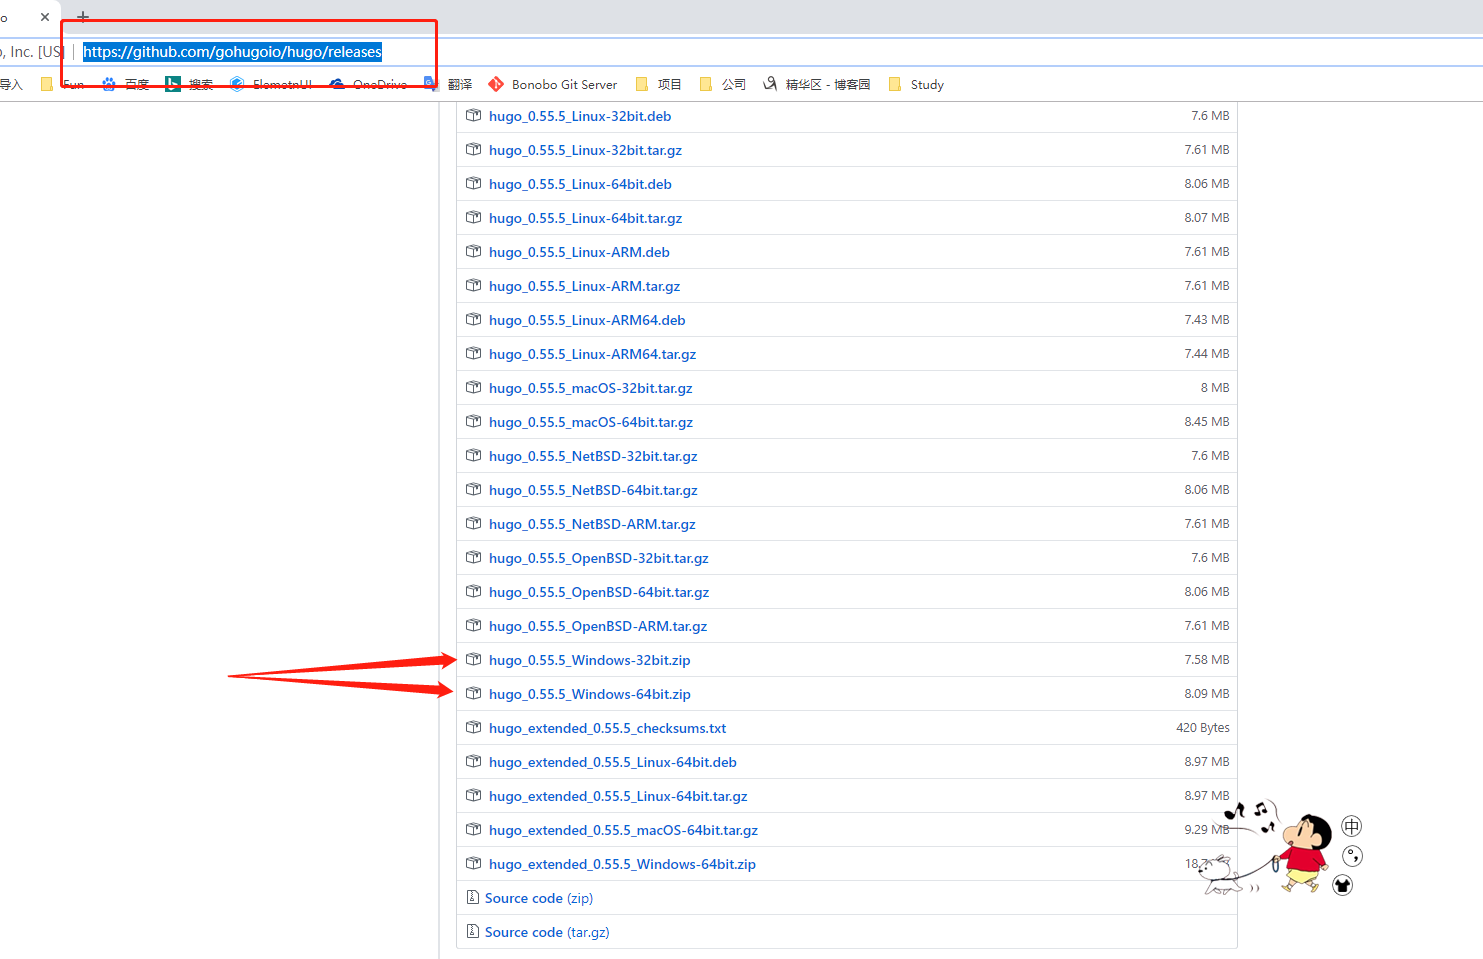 o
, Inc. [US] https://github.com/gohugoio/hugo/releases
导入 Fun 百度 搜索 ElemetnUI OneDrive 翻译 Bonobo Git Server 项目 公司 精华区 - 博客园 Study
hugo_0.55.5_Linux-32bit.deb 7.6 MB
hugo_0.55.5_Linux-32bit.tar.gz 7.61 MB
hugo_0.55.5_Linux-64bit.deb 8.06 MB
hugo_0.55.5_Linux-64bit.tar.gz 8.07 MB
hugo_0.55.5_Linux-ARM.deb 7.61 MB
hugo_0.55.5_Linux-ARM.tar.gz 7.61 MB
hugo_0.55.5_Linux-ARM64.deb 7.43 MB
hugo_0.55.5_Linux-ARM64.tar.gz 7.44 MB
hugo_0.55.5_macOS-32bit.tar.gz 8 MB
hugo_0.55.5_macOS-64bit.tar.gz 8.45 MB
hugo_0.55.5_NetBSD-32bit.tar.gz 7.6 MB
hugo_0.55.5_NetBSD-64bit.tar.gz 8.06 MB
hugo_0.55.5_NetBSD-ARM.tar.gz 7.61 MB
hugo_0.55.5_OpenBSD-32bit.tar.gz 7.6 MB
hugo_0.55.5_OpenBSD-64bit.tar.gz 8.06 MB
hugo_0.55.5_OpenBSD-ARM.tar.gz 7.61 MB
hugo_0.55.5_Windows-32bit.zip 7.58 MB
hugo_0.55.5_Windows-64bit.zip 8.09 MB
hugo_extended_0.55.5_checksums.txt 420 Bytes
hugo_extended_0.55.5_Linux-64bit.deb 8.97 MB
hugo_extended_0.55.5_Linux-64bit.tar.gz 8.97 MB
hugo_extended_0.55.5_macOS-64bit.tar.gz 9.29 MB
中
hugo_extended_0.55.5_Windows-64bit.zip
Source code (zip)
Source code (tar.gz)